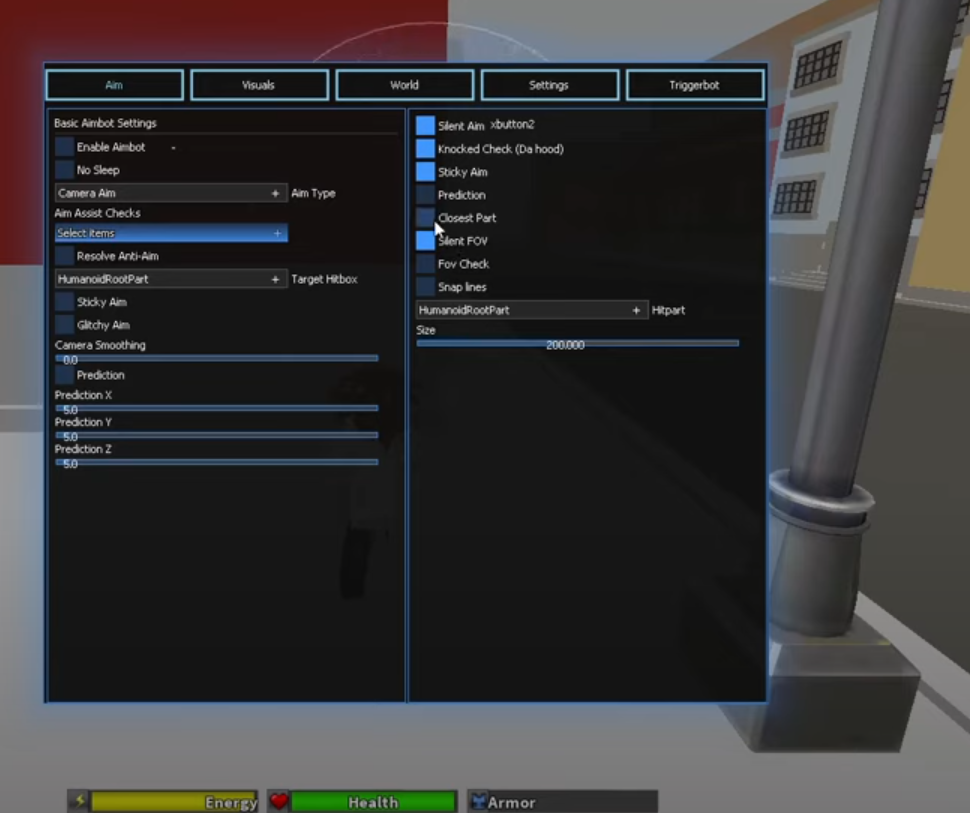 Aim
Visuals
World
Settings
Triggerbot
Basic Aimbot Settings
Enable Aimbot -
No Sleep
Camera Aim + Aim Type
Aim Assist Checks
Select items +
Resolve Anti-Aim
HumanoidRootPart + Target Hitbox
Sticky Aim
Glitchy Aim
Camera Smoothing
0.0
Prediction
Prediction X
5.0
Prediction Y
5.0
Prediction Z
5.0
Silent Aim xbutton2
Knocked Check (Da hood)
Sticky Aim
Prediction
Closest Part
Silent FOV
Fov Check
Snap lines
HumanoidRootPart + Hitpart
Size
200.000
Energy
Health
Armor